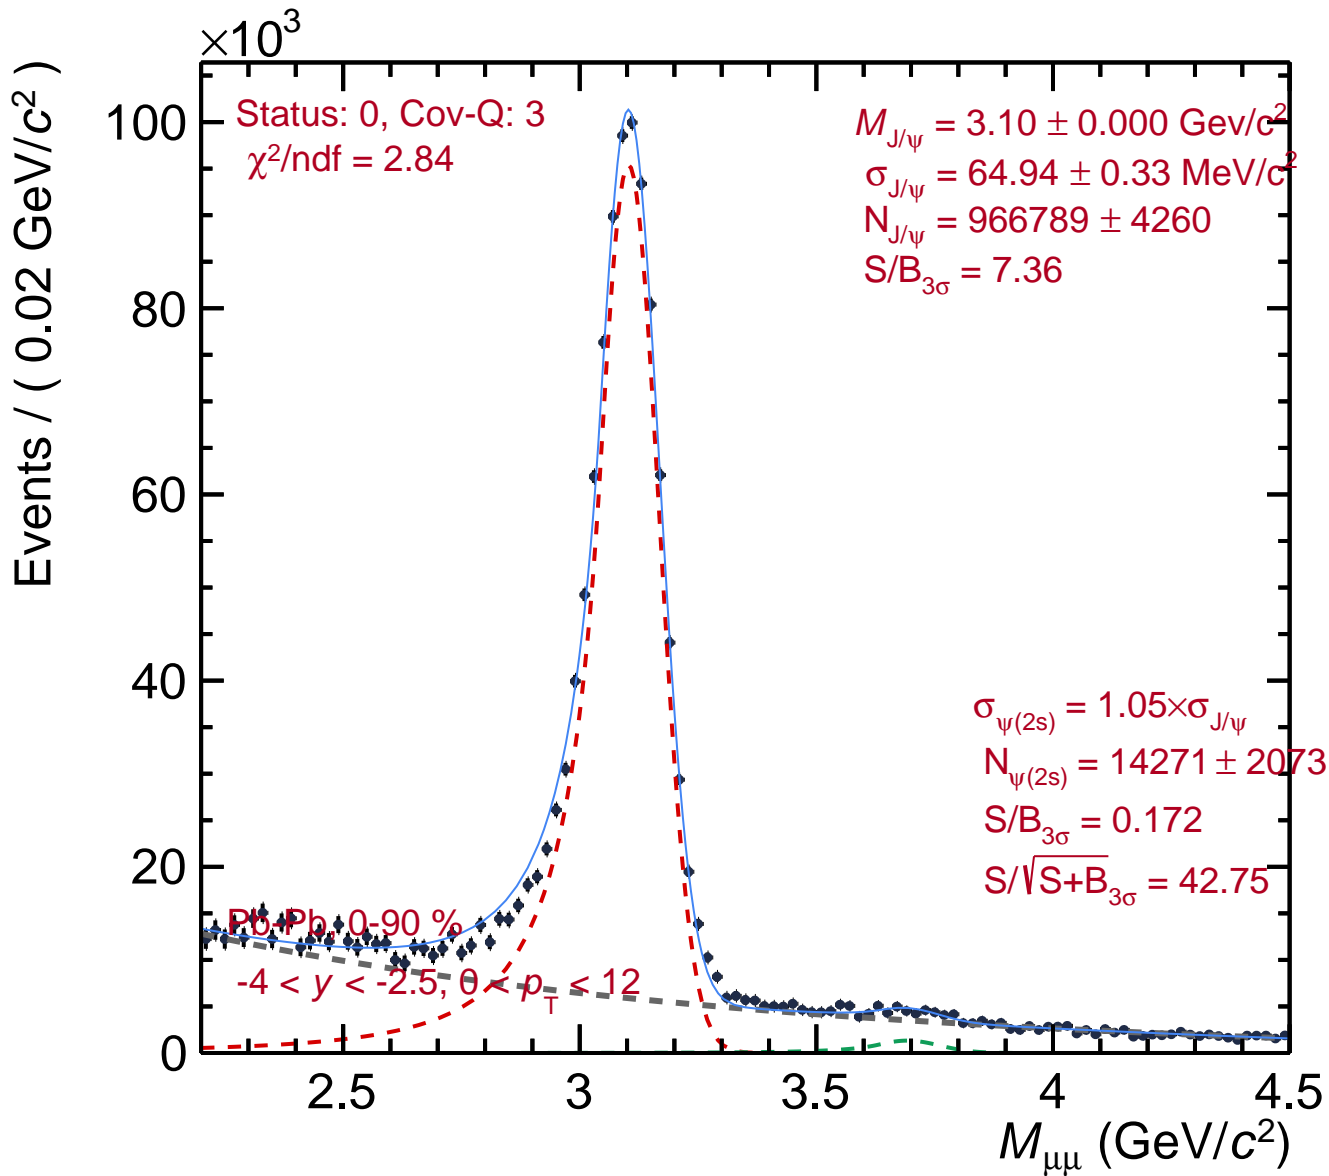 ×10³
Events / ( 0.02 GeV/c² )
100
80
60
40
20
0
Status: 0, Cov-Q: 3
χ²/ndf = 2.84
M_J/ψ = 3.10 ± 0.000 Gev/c²
σ_J/ψ = 64.94 ± 0.33 MeV/c²
N_J/ψ = 966789 ± 4260
S/B_3σ = 7.36
σ_ψ(2s) = 1.05×σ_J/ψ
N_ψ(2s) = 14271 ± 2073
S/B_3σ = 0.172
S/√S+B_3σ = 42.75
Pb-Pb, 0-90 %
-4 < y < -2.5, 0 < p_T < 12
2.5 3 3.5 4 4.5
M_μμ (GeV/c²)